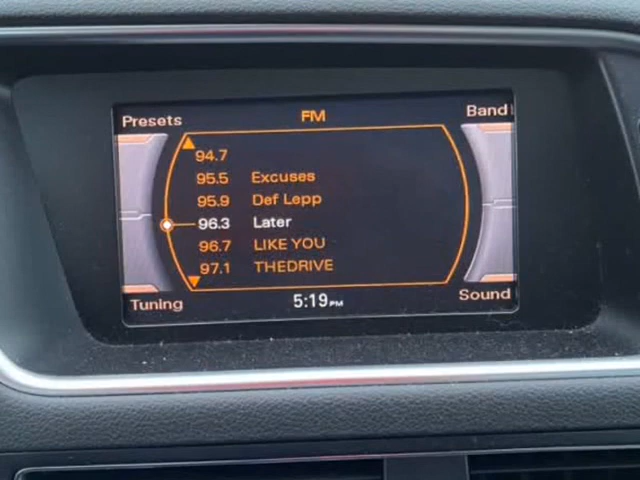 Presets FM Band
94.7
95.5 Excuses
95.9 Def Lepp
96.3 Later
96.7 LIKE YOU
97.1 THEDRIVE
Tuning 5:19 PM Sound